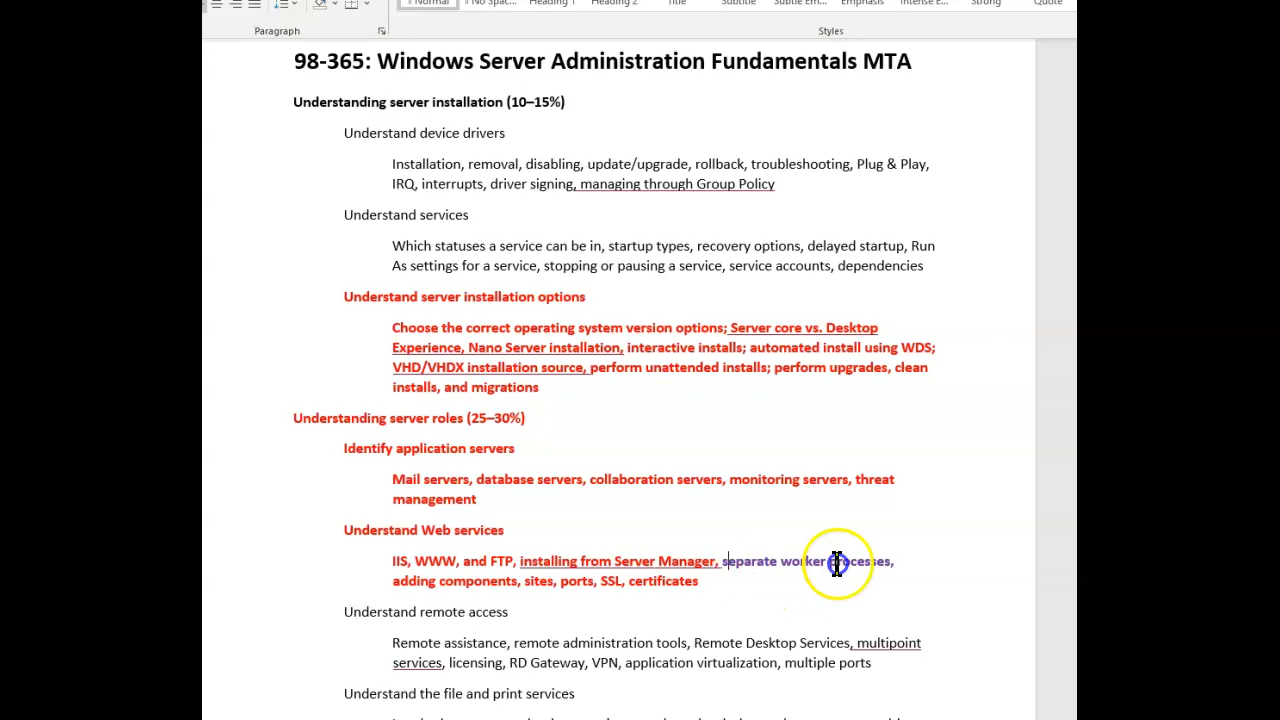 Normal
No Spac...
Heading 1
Heading 2
Title
Subtitle
Subtle Em...
Emphasis
Intense E...
Strong
Quote
Paragraph
Styles
98-365: Windows Server Administration Fundamentals MTA
Understanding server installation (10–15%)
Understand device drivers
Installation, removal, disabling, update/upgrade, rollback, troubleshooting, Plug & Play,
IRQ, interrupts, driver signing, managing through Group Policy
Understand services
Which statuses a service can be in, startup types, recovery options, delayed startup, Run
As settings for a service, stopping or pausing a service, service accounts, dependencies
Understand server installation options
Choose the correct operating system version options; Server core vs. Desktop
Experience, Nano Server installation, interactive installs; automated install using WDS;
VHD/VHDX installation source, perform unattended installs; perform upgrades, clean
installs, and migrations
Understanding server roles (25–30%)
Identify application servers
Mail servers, database servers, collaboration servers, monitoring servers, threat
management
Understand Web services
IIS, WWW, and FTP, installing from Server Manager, separate worker processes,
adding components, sites, ports, SSL, certificates
Understand remote access
Remote assistance, remote administration tools, Remote Desktop Services, multipoint
services, licensing, RD Gateway, VPN, application virtualization, multiple ports
Understand the file and print services